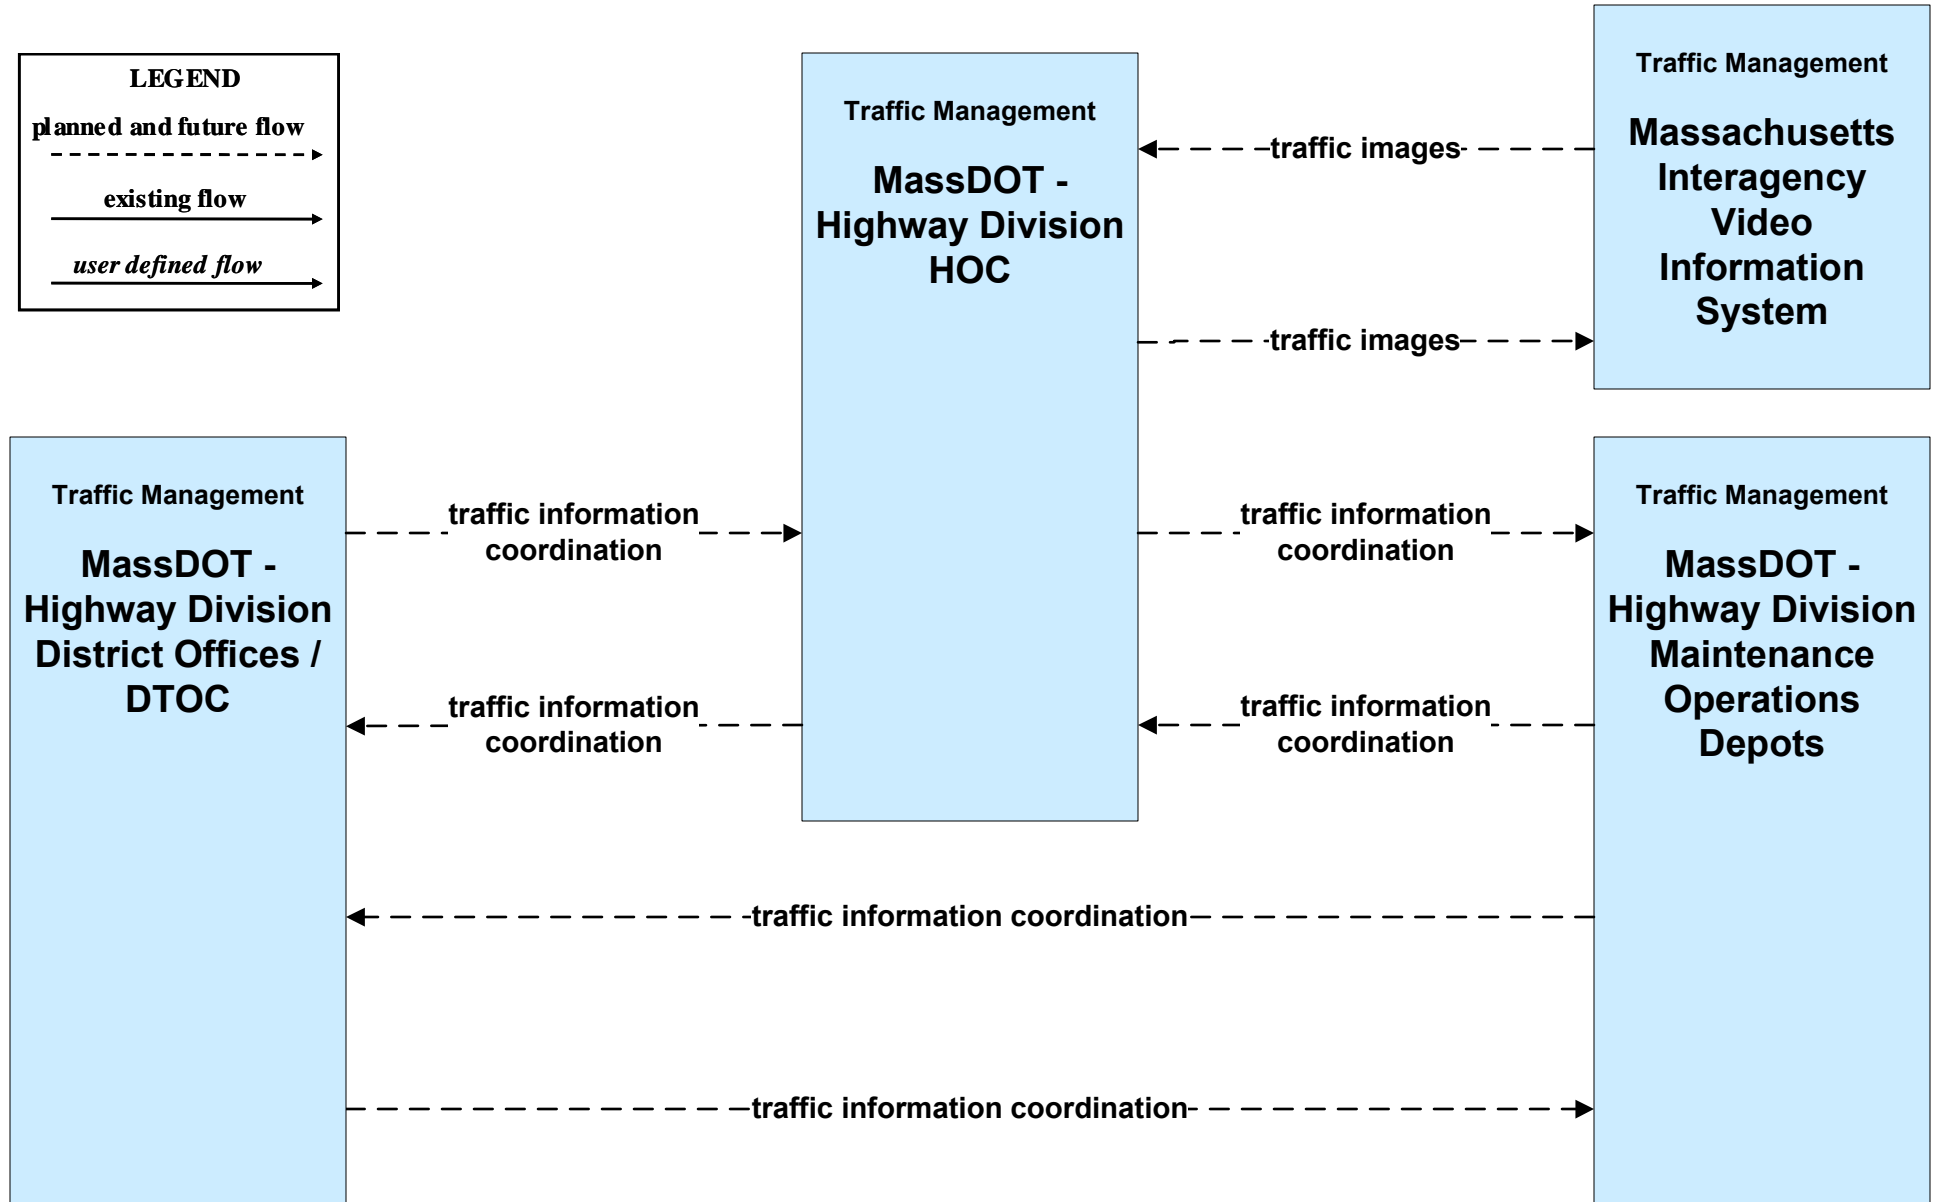 LEGEND
planned and future flow
existing flow
user defined flow
Traffic Management
MassDOT -
Highway Division
HOC
Traffic Management
Massachusetts
Interagency
Video
Information
System
traffic images
traffic images
Traffic Management
MassDOT -
Highway Division
District Offices /
DTOC
traffic information
coordination
traffic information
coordination
traffic information
coordination
traffic information
coordination
Traffic Management
MassDOT -
Highway Division
Maintenance
Operations
Depots
traffic information coordination
traffic information coordination